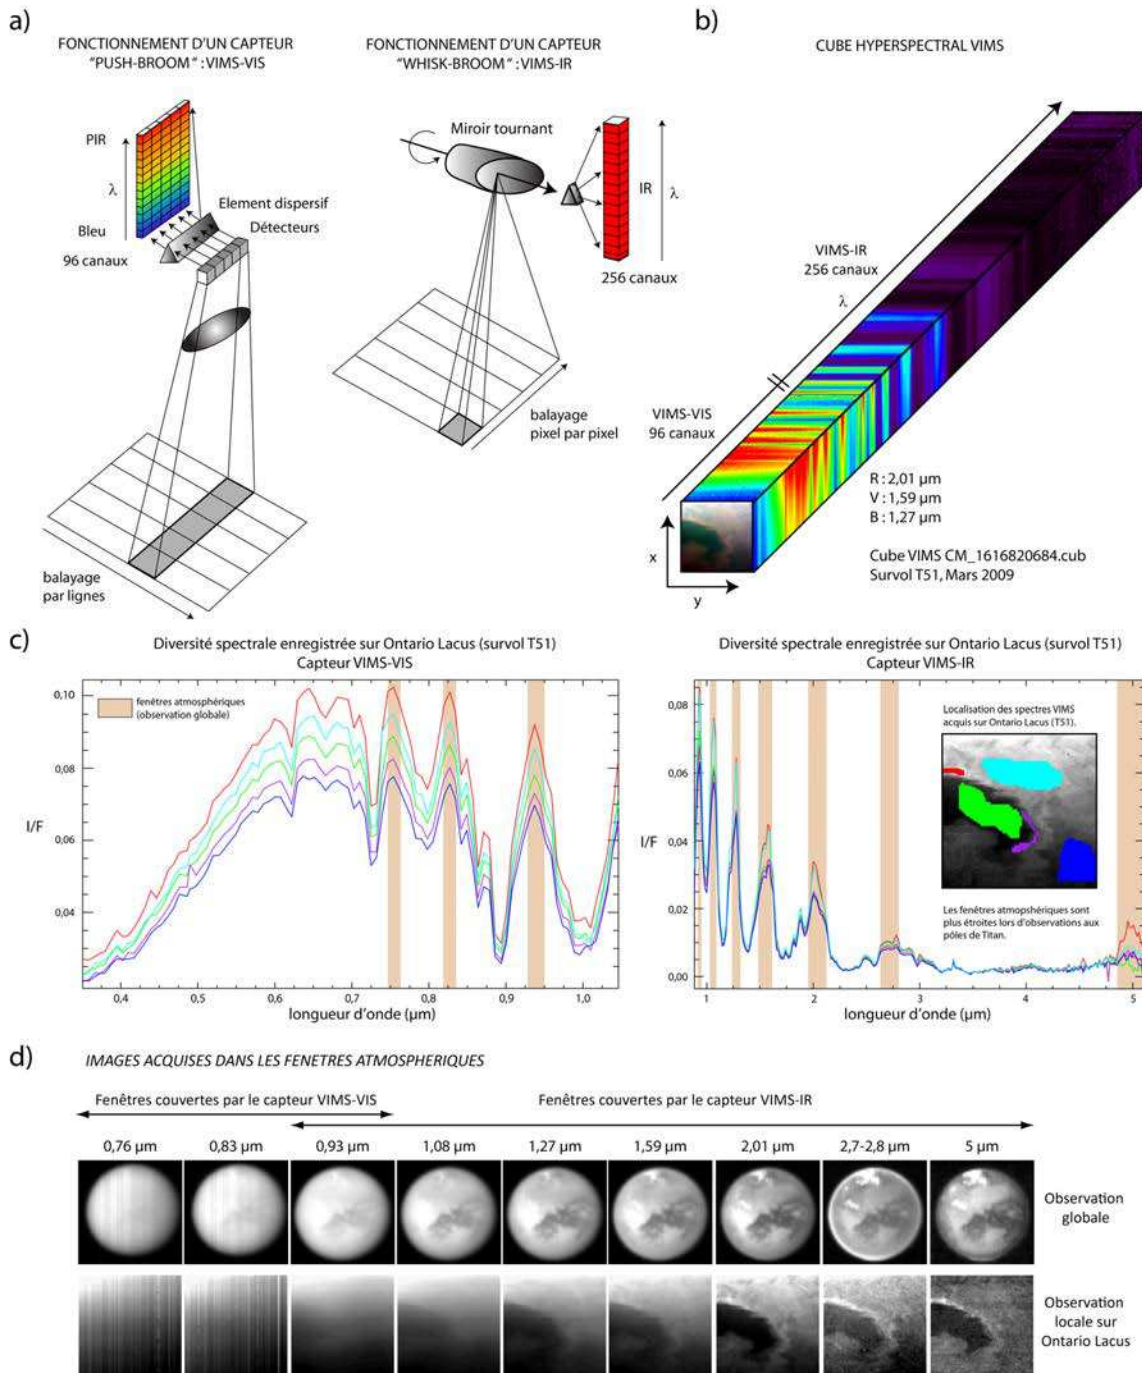 a)
FONCTIONNEMENT D'UN CAPTEUR
"PUSH-BROOM" : VIMS-VIS
PIR
λ
Bleu
96 canaux
Element dispersif
Détecteurs
balayage
par lignes
FONCTIONNEMENT D'UN CAPTEUR
"WHISK-BROOM" : VIMS-IR
Miroir tournant
IR
λ
256 canaux
balayage
pixel par pixel
b)
CUBE HYPERSPECTRAL VIMS
VIMS-IR
256 canaux
λ
VIMS-VIS
96 canaux
R : 2,01 µm
V : 1,59 µm
B : 1,27 µm
x
y
Cube VIMS CM_1616820684.cub
Survol T51, Mars 2009
c)
Diversité spectrale enregistrée sur Ontario Lacus (survol T51)
Capteur VIMS-VIS
fenêtres atmosphériques
(observation globale)
0,10
0,08
I/F
0,06
0,04
0,4 0,5 0,6 0,7 0,8 0,9 1,0
longueur d'onde (µm)
Diversité spectrale enregistrée sur Ontario Lacus (survol T51)
Capteur VIMS-IR
Localisation des spectres VIMS
acquis sur Ontario Lacus (T51).
0,08
0,06
I/F
0,04
0,02
0,00
Les fenêtres atmopshériques sont
plus étroites lors d'observations aux
pôles de Titan.
1 2 3 4 5
longueur d'onde (µm)
d)
IMAGES ACQUISES DANS LES FENETRES ATMOSPHERIQUES
Fenêtres couvertes par le capteur VIMS-VIS
Fenêtres couvertes par le capteur VIMS-IR
0,76 µm 0,83 µm 0,93 µm 1,08 µm 1,27 µm 1,59 µm 2,01 µm 2,7-2,8 µm 5 µm
Observation
globale
Observation
locale sur
Ontario Lacus